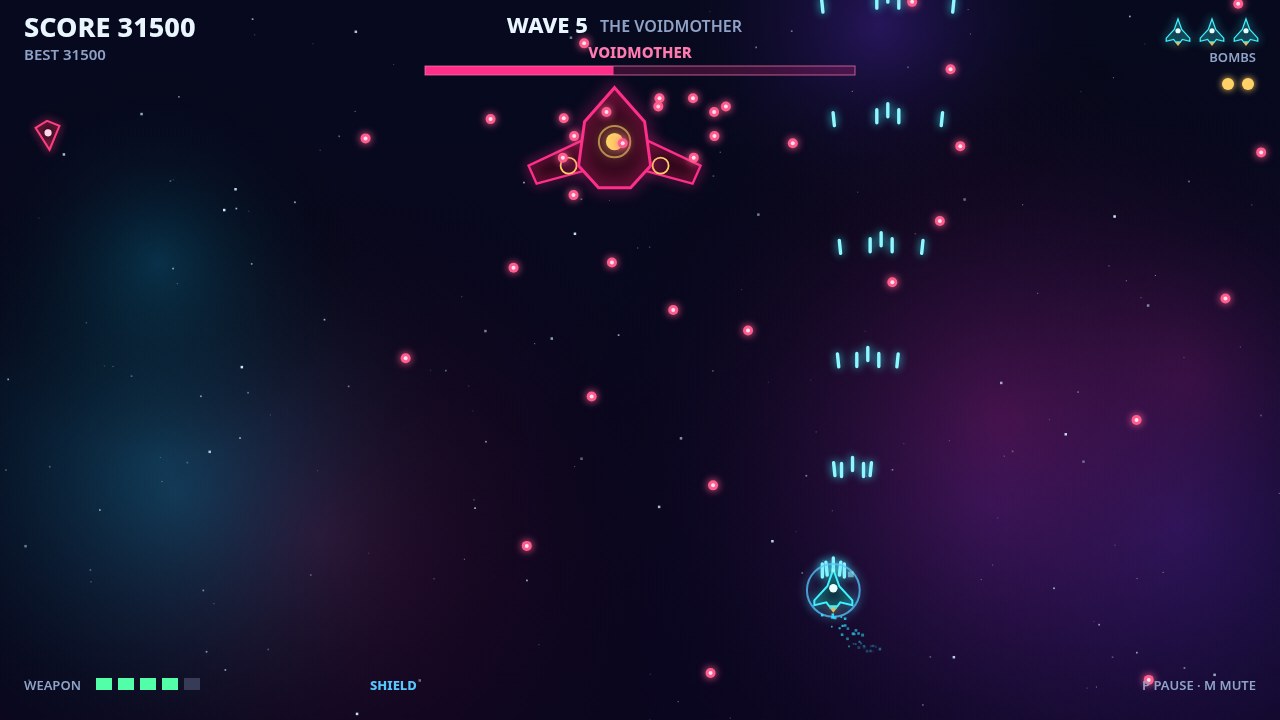 SCORE 31500
BEST 31500
WAVE 5 THE VOIDMOTHER
VOIDMOTHER
BOMBS
WEAPON
SHIELD
P PAUSE · M MUTE